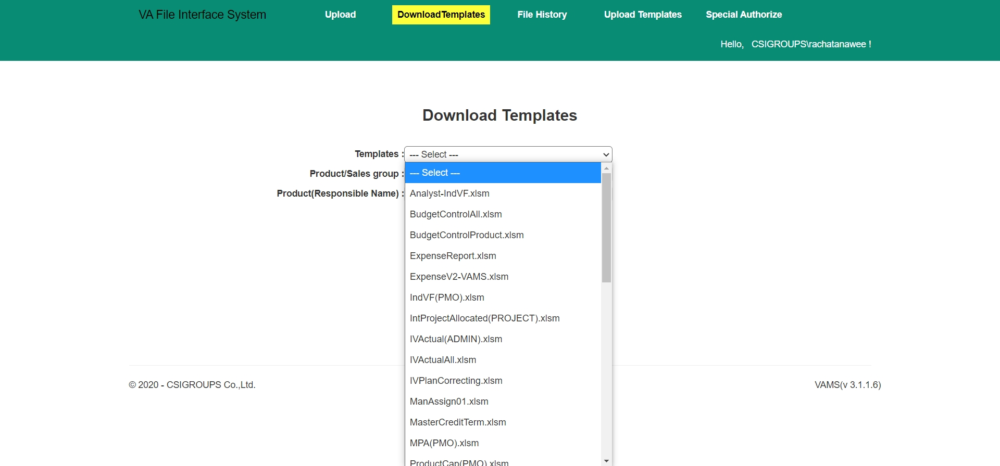 VA File Interface System
Upload
DownloadTemplates
File History
Upload Templates
Special Authorize
Hello, CSIGROUPS\rachatanawee !
Download Templates
Templates : --- Select ---
Product/Sales group :
Product(Responsible Name) :
--- Select ---
Analyst-IndVF.xlsm
BudgetControlAll.xlsm
BudgetControlProduct.xlsm
ExpenseReport.xlsm
ExpenseV2-VAMS.xlsm
IndVF(PMO).xlsm
IntProjectAllocated(PROJECT).xlsm
IVActual(ADMIN).xlsm
IVActualAll.xlsm
IVPlanCorrecting.xlsm
ManAssign01.xlsm
MasterCreditTerm.xlsm
MPA(PMO).xlsm
ProductCap(PMO).xlsm
© 2020 - CSIGROUPS Co.,Ltd.
VAMS(v 3.1.1.6)